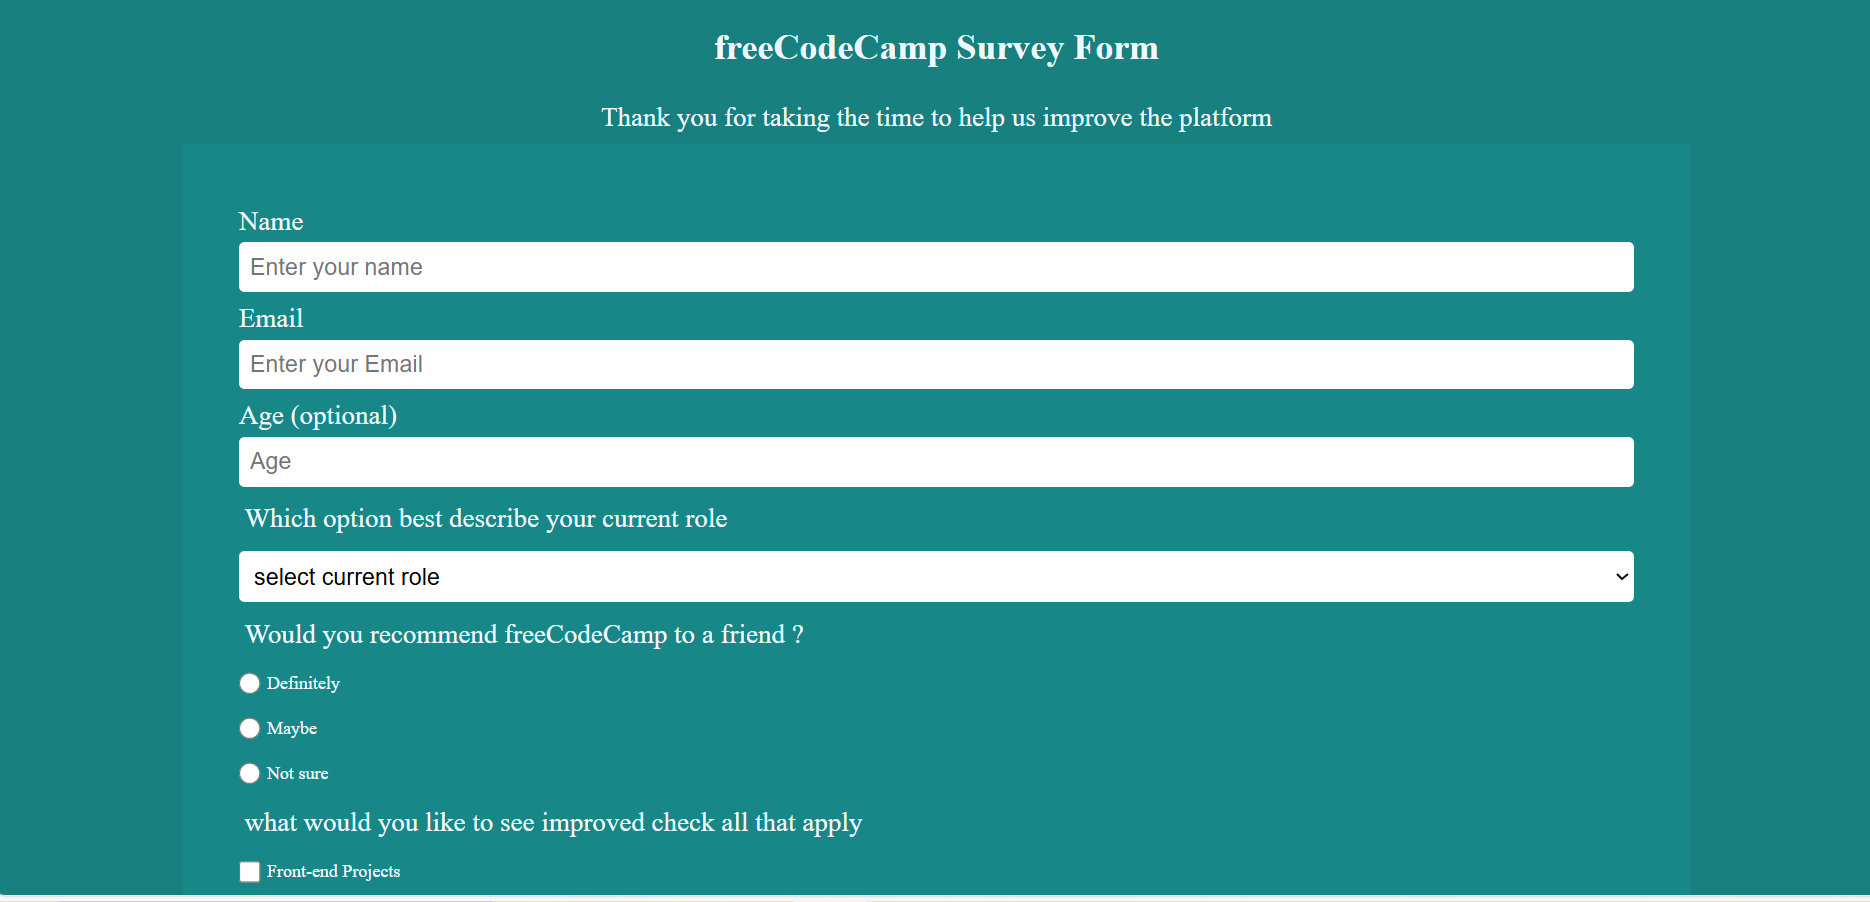 freeCodeCamp Survey Form
Thank you for taking the time to help us improve the platform
Name
Enter your name
Email
Enter your Email
Age (optional)
Age
Which option best describe your current role
select current role
Would you recommend freeCodeCamp to a friend ?
Definitely
Maybe
Not sure
what would you like to see improved check all that apply
Front-end Projects